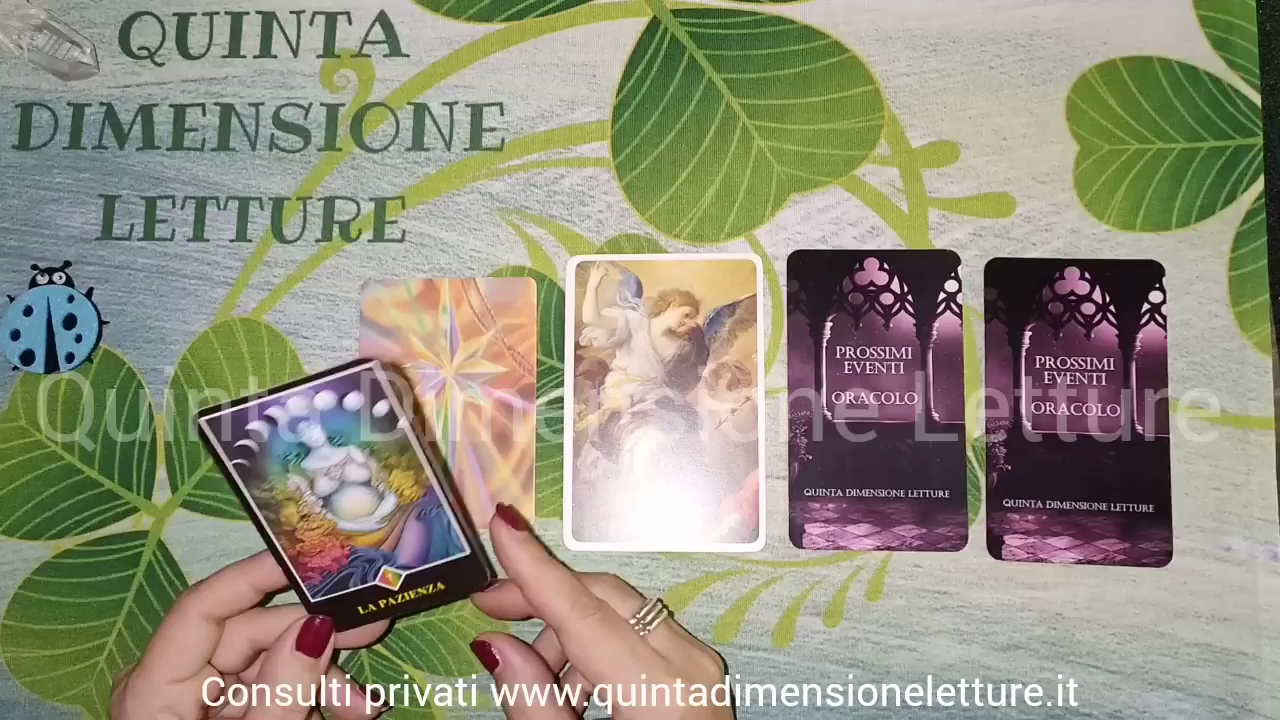 QUINTA
DIMENSIONE
LETTURE
PROSSIMI
EVENTI
ORACOLO
QUINTA DIMENSIONE LETTURE
PROSSIMI
EVENTI
ORACOLO
QUINTA DIMENSIONE LETTURE
Quinta Dimensione Letture
LA PAZIENZA
Consulti privati www.quintadimensioneletture.it